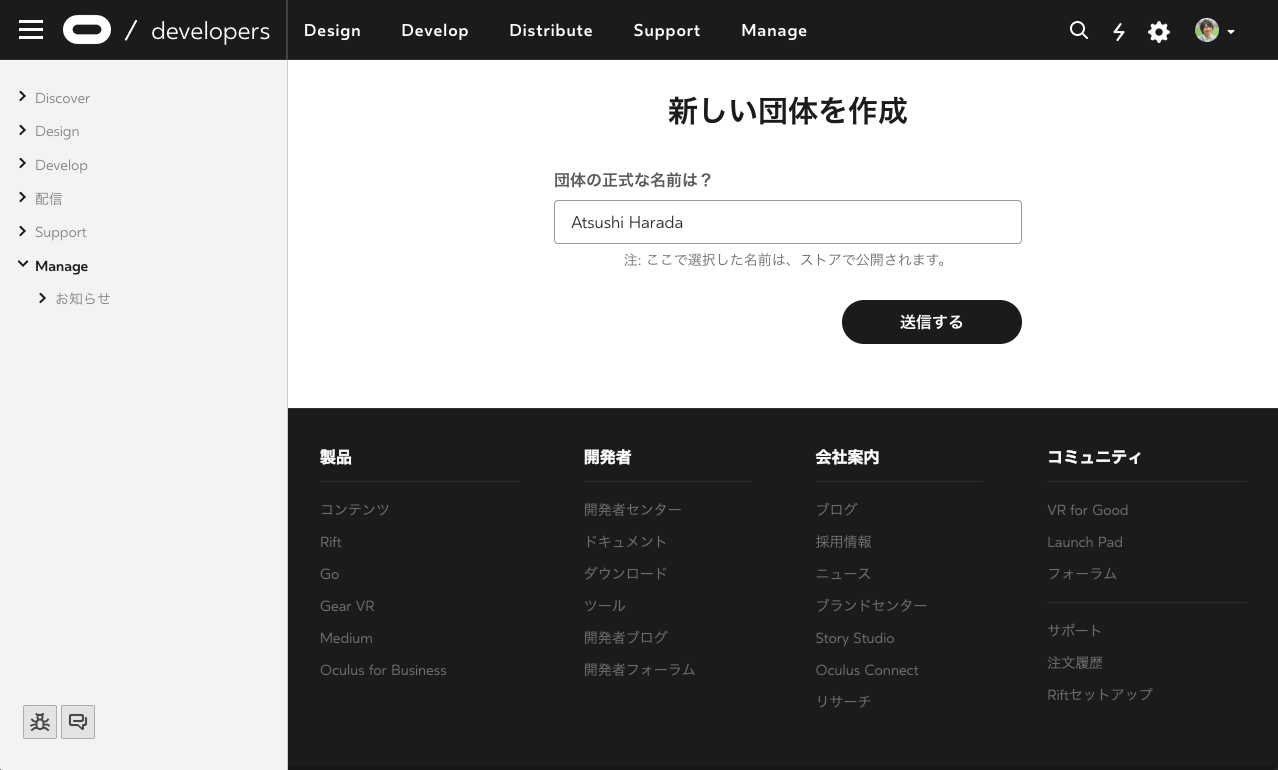 / developers
Design Develop Distribute Support Manage
Discover
Design
Develop
配信
Support
Manage
お知らせ
新しい団体を作成
団体の正式な名前は？
Atsushi Harada
注: ここで選択した名前は、ストアで公開されます。
送信する
製品
コンテンツ
Rift
Go
Gear VR
Medium
Oculus for Business
開発者
開発者センター
ドキュメント
ダウンロード
ツール
開発者ブログ
開発者フォーラム
会社案内
ブログ
採用情報
ニュース
ブランドセンター
Story Studio
Oculus Connect
リサーチ
コミュニティ
VR for Good
Launch Pad
フォーラム
サポート
注文履歴
Riftセットアップ